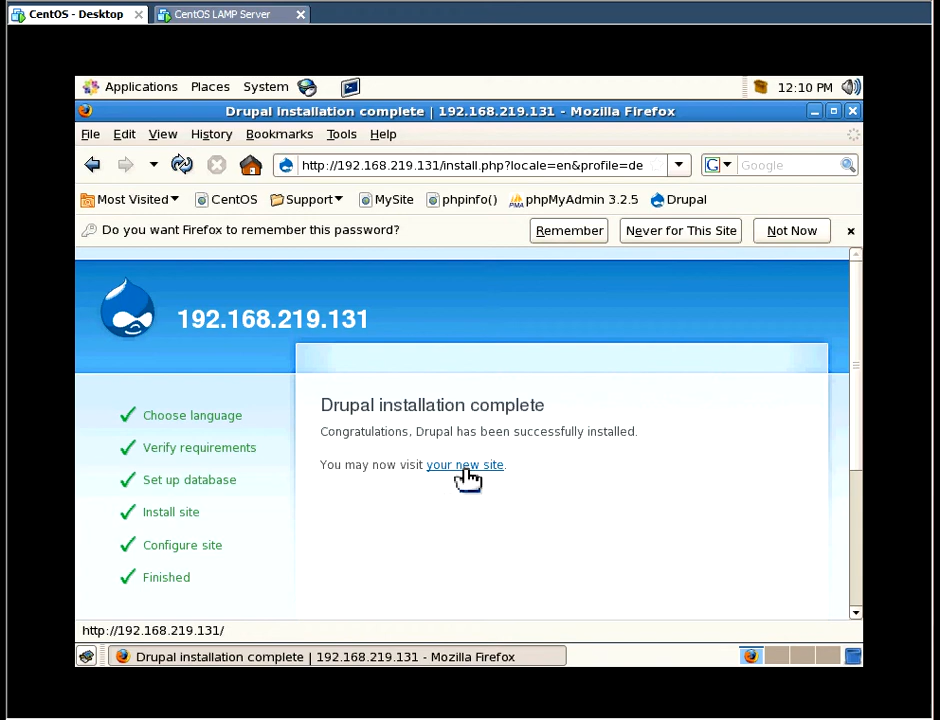 CentOS - Desktop CentOS LAMP Server
Applications Places System 12:10 PM
Drupal installation complete | 192.168.219.131 - Mozilla Firefox
File Edit View History Bookmarks Tools Help
http://192.168.219.131/install.php?locale=en&profile=de G Google
Most Visited CentOS Support MySite phpinfo() PMA phpMyAdmin 3.2.5 Drupal
Do you want Firefox to remember this password? Remember Never for This Site Not Now
192.168.219.131
Drupal installation complete
Congratulations, Drupal has been successfully installed.
You may now visit your new site.
Choose language
Verify requirements
Set up database
Install site
Configure site
Finished
http://192.168.219.131/
Drupal installation complete | 192.168.219.131 - Mozilla Firefox